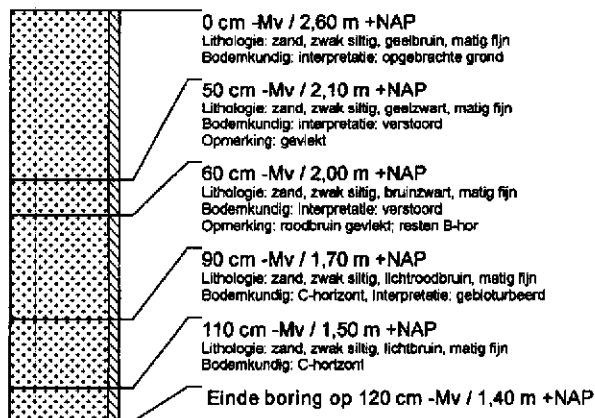 0 cm -Mv / 2,60 m +NAP
Lithologie: zand, zwak siltig, geelbruin, matig fijn
Bodemkundig: interpretatie: opgebrachte grond
50 cm -Mv / 2,10 m +NAP
Lithologie: zand, zwak siltig, geelzwart, matig fijn
Bodemkundig: interpretatie: verstoord
Opmerking: gevlekt
60 cm -Mv / 2,00 m +NAP
Lithologie: zand, zwak siltig, bruinzwart, matig fijn
Bodemkundig: interpretatie: verstoord
Opmerking: roodbruin gevlekt; resten B-hor
90 cm -Mv / 1,70 m +NAP
Lithologie: zand, zwak siltig, lichtroodbruin, matig fijn
Bodemkundig: C-horizont, interpretatie: gebioturbeerd
110 cm -Mv / 1,50 m +NAP
Lithologie: zand, zwak siltig, lichtbruin, matig fijn
Bodemkundig: C-horizont
Einde boring op 120 cm -Mv / 1,40 m +NAP